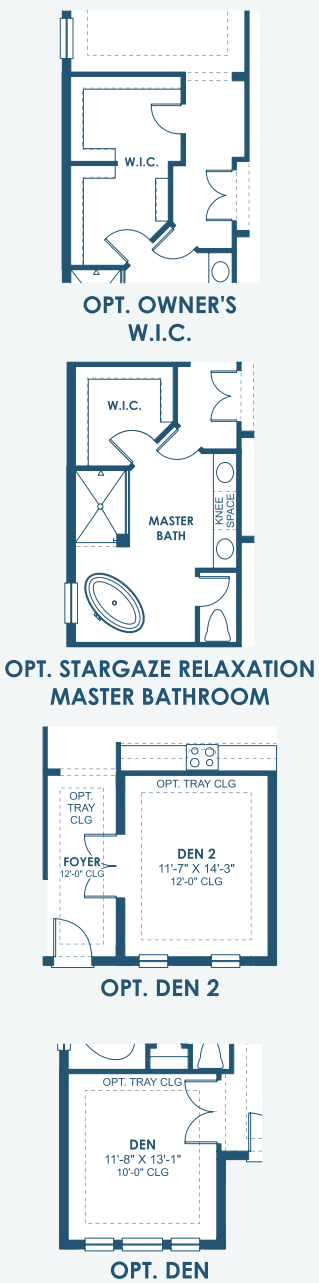 W.I.C.
OPT. OWNER'S
W.I.C.
W.I.C.
KNEE
SPACE
MASTER
BATH
OPT. STARGAZE RELAXATION
MASTER BATHROOM
OPT. TRAY CLG
OPT.
TRAY
CLG
FOYER
12'-0" CLG
DEN 2
11'-7" X 14'-3"
12'-0" CLG
OPT. DEN 2
OPT. TRAY CLG
DEN
11'-8" X 13'-1"
10'-0" CLG
OPT. DEN